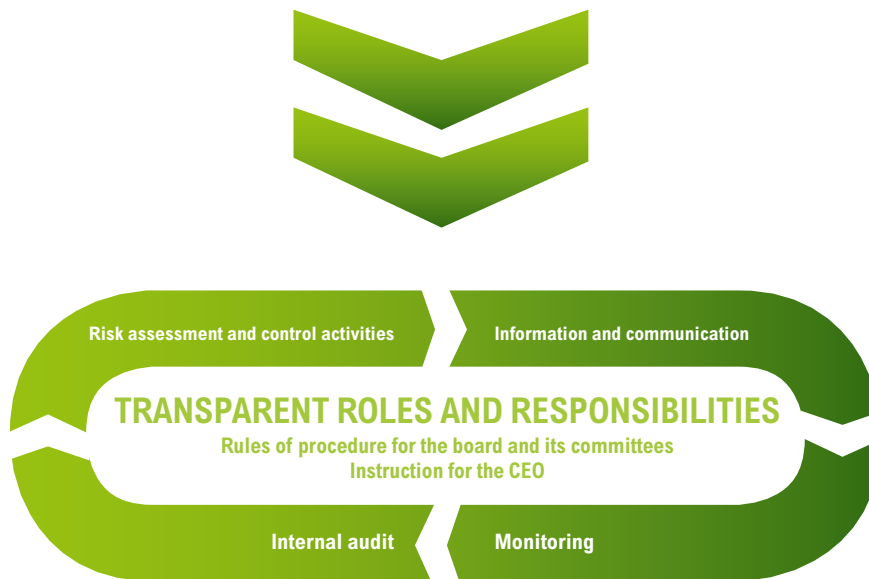 Risk assessment and control activities
Information and communication
TRANSPARENT ROLES AND RESPONSIBILITIES
Rules of procedure for the board and its committees
Instruction for the CEO
Internal audit
Monitoring